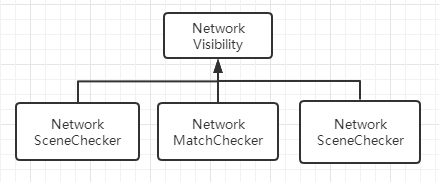 Network
Visibility
Network
SceneChecker
Network
MatchChecker
Network
SceneChecker